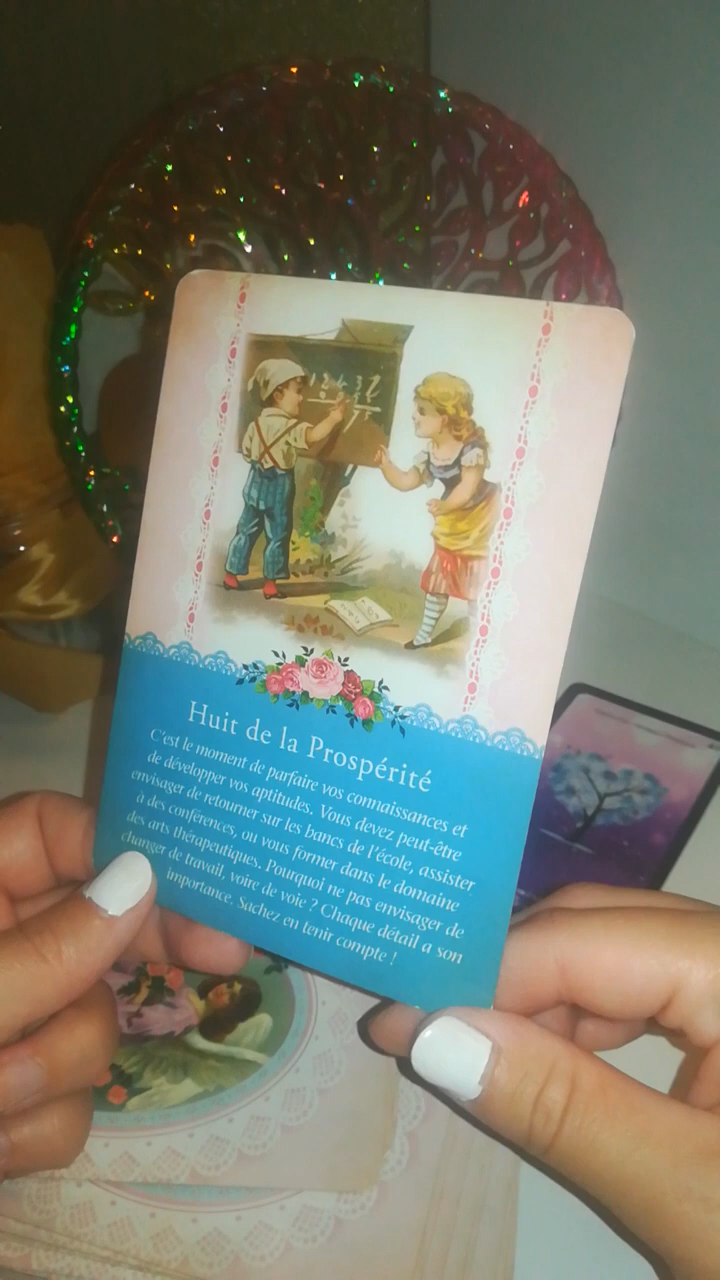 Huit de la Prospérité
C'est le moment de parfaire vos connaissances et
de développer vos aptitudes. Vous devez peut-être
envisager de retourner sur les bancs de l'école, assister
à des conférences, ou vous former dans le domaine
des arts thérapeutiques. Pourquoi ne pas envisager de
changer de travail, voire de voie ? Chaque détail a son
importance. Sachez en tenir compte !